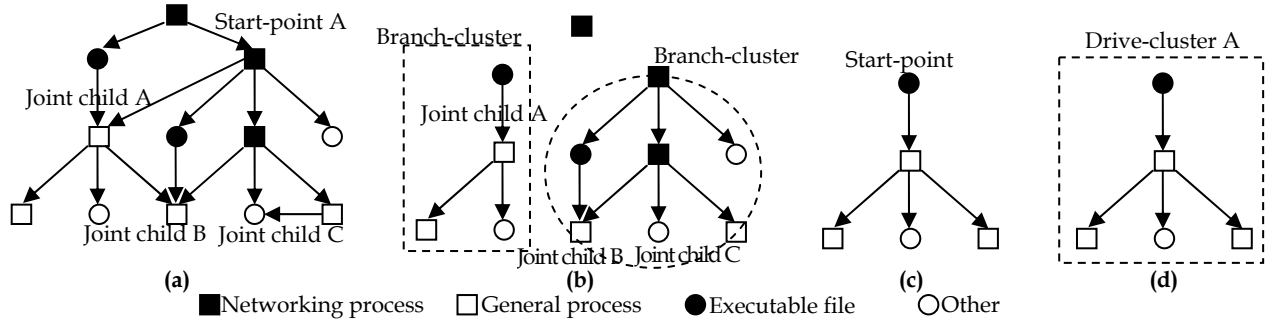 Start-point A
Joint child A
Joint child B
Joint child C
(a)
Branch-cluster
Branch-cluster
Joint child A
Joint child B
Joint child C
(b)
Start-point
(c)
Drive-cluster A
(d)
Networking process
General process
Executable file
Other